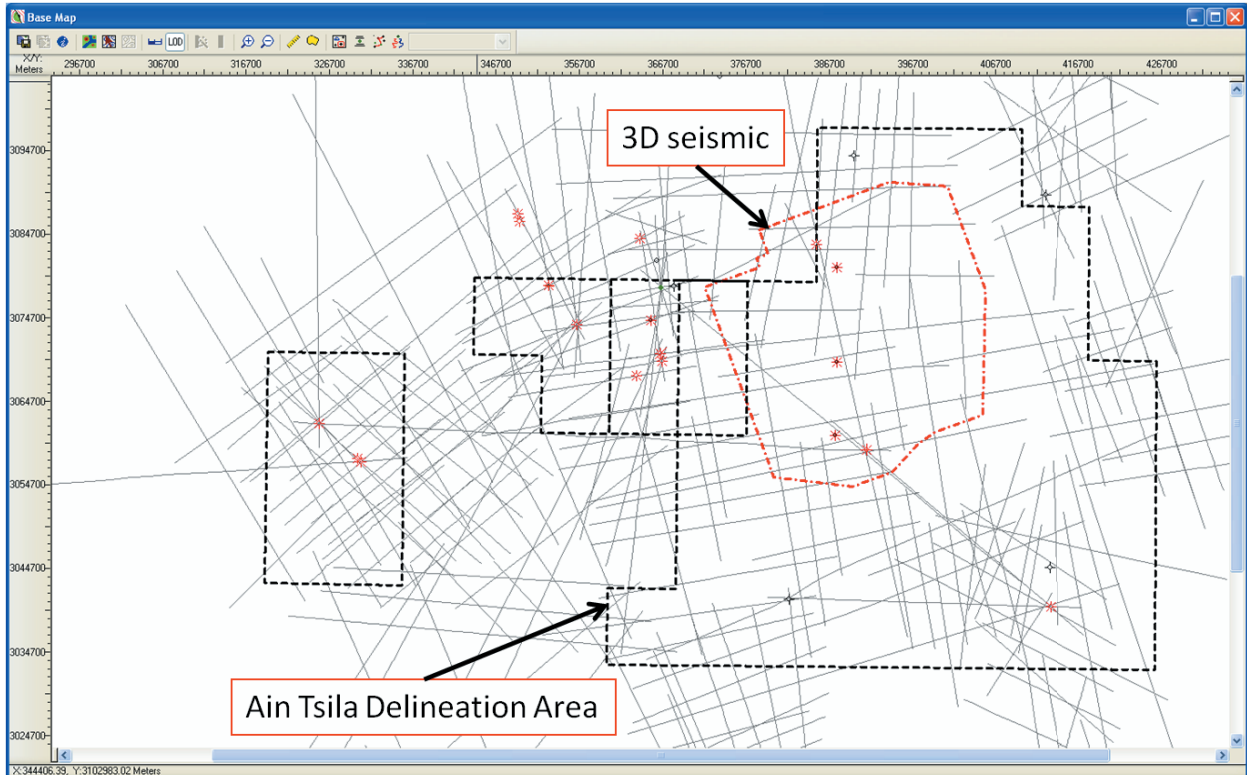 Base Map
LOD
X/Y:
Meters
296700 306700 316700 326700 336700 346700 356700 366700 376700 386700 396700 406700 416700 426700
3094700
3D seismic
3084700
3074700
3064700
3054700
3044700
3034700
Ain Tsila Delineation Area
3024700
X:344406.39, Y:3102983.02 Meters